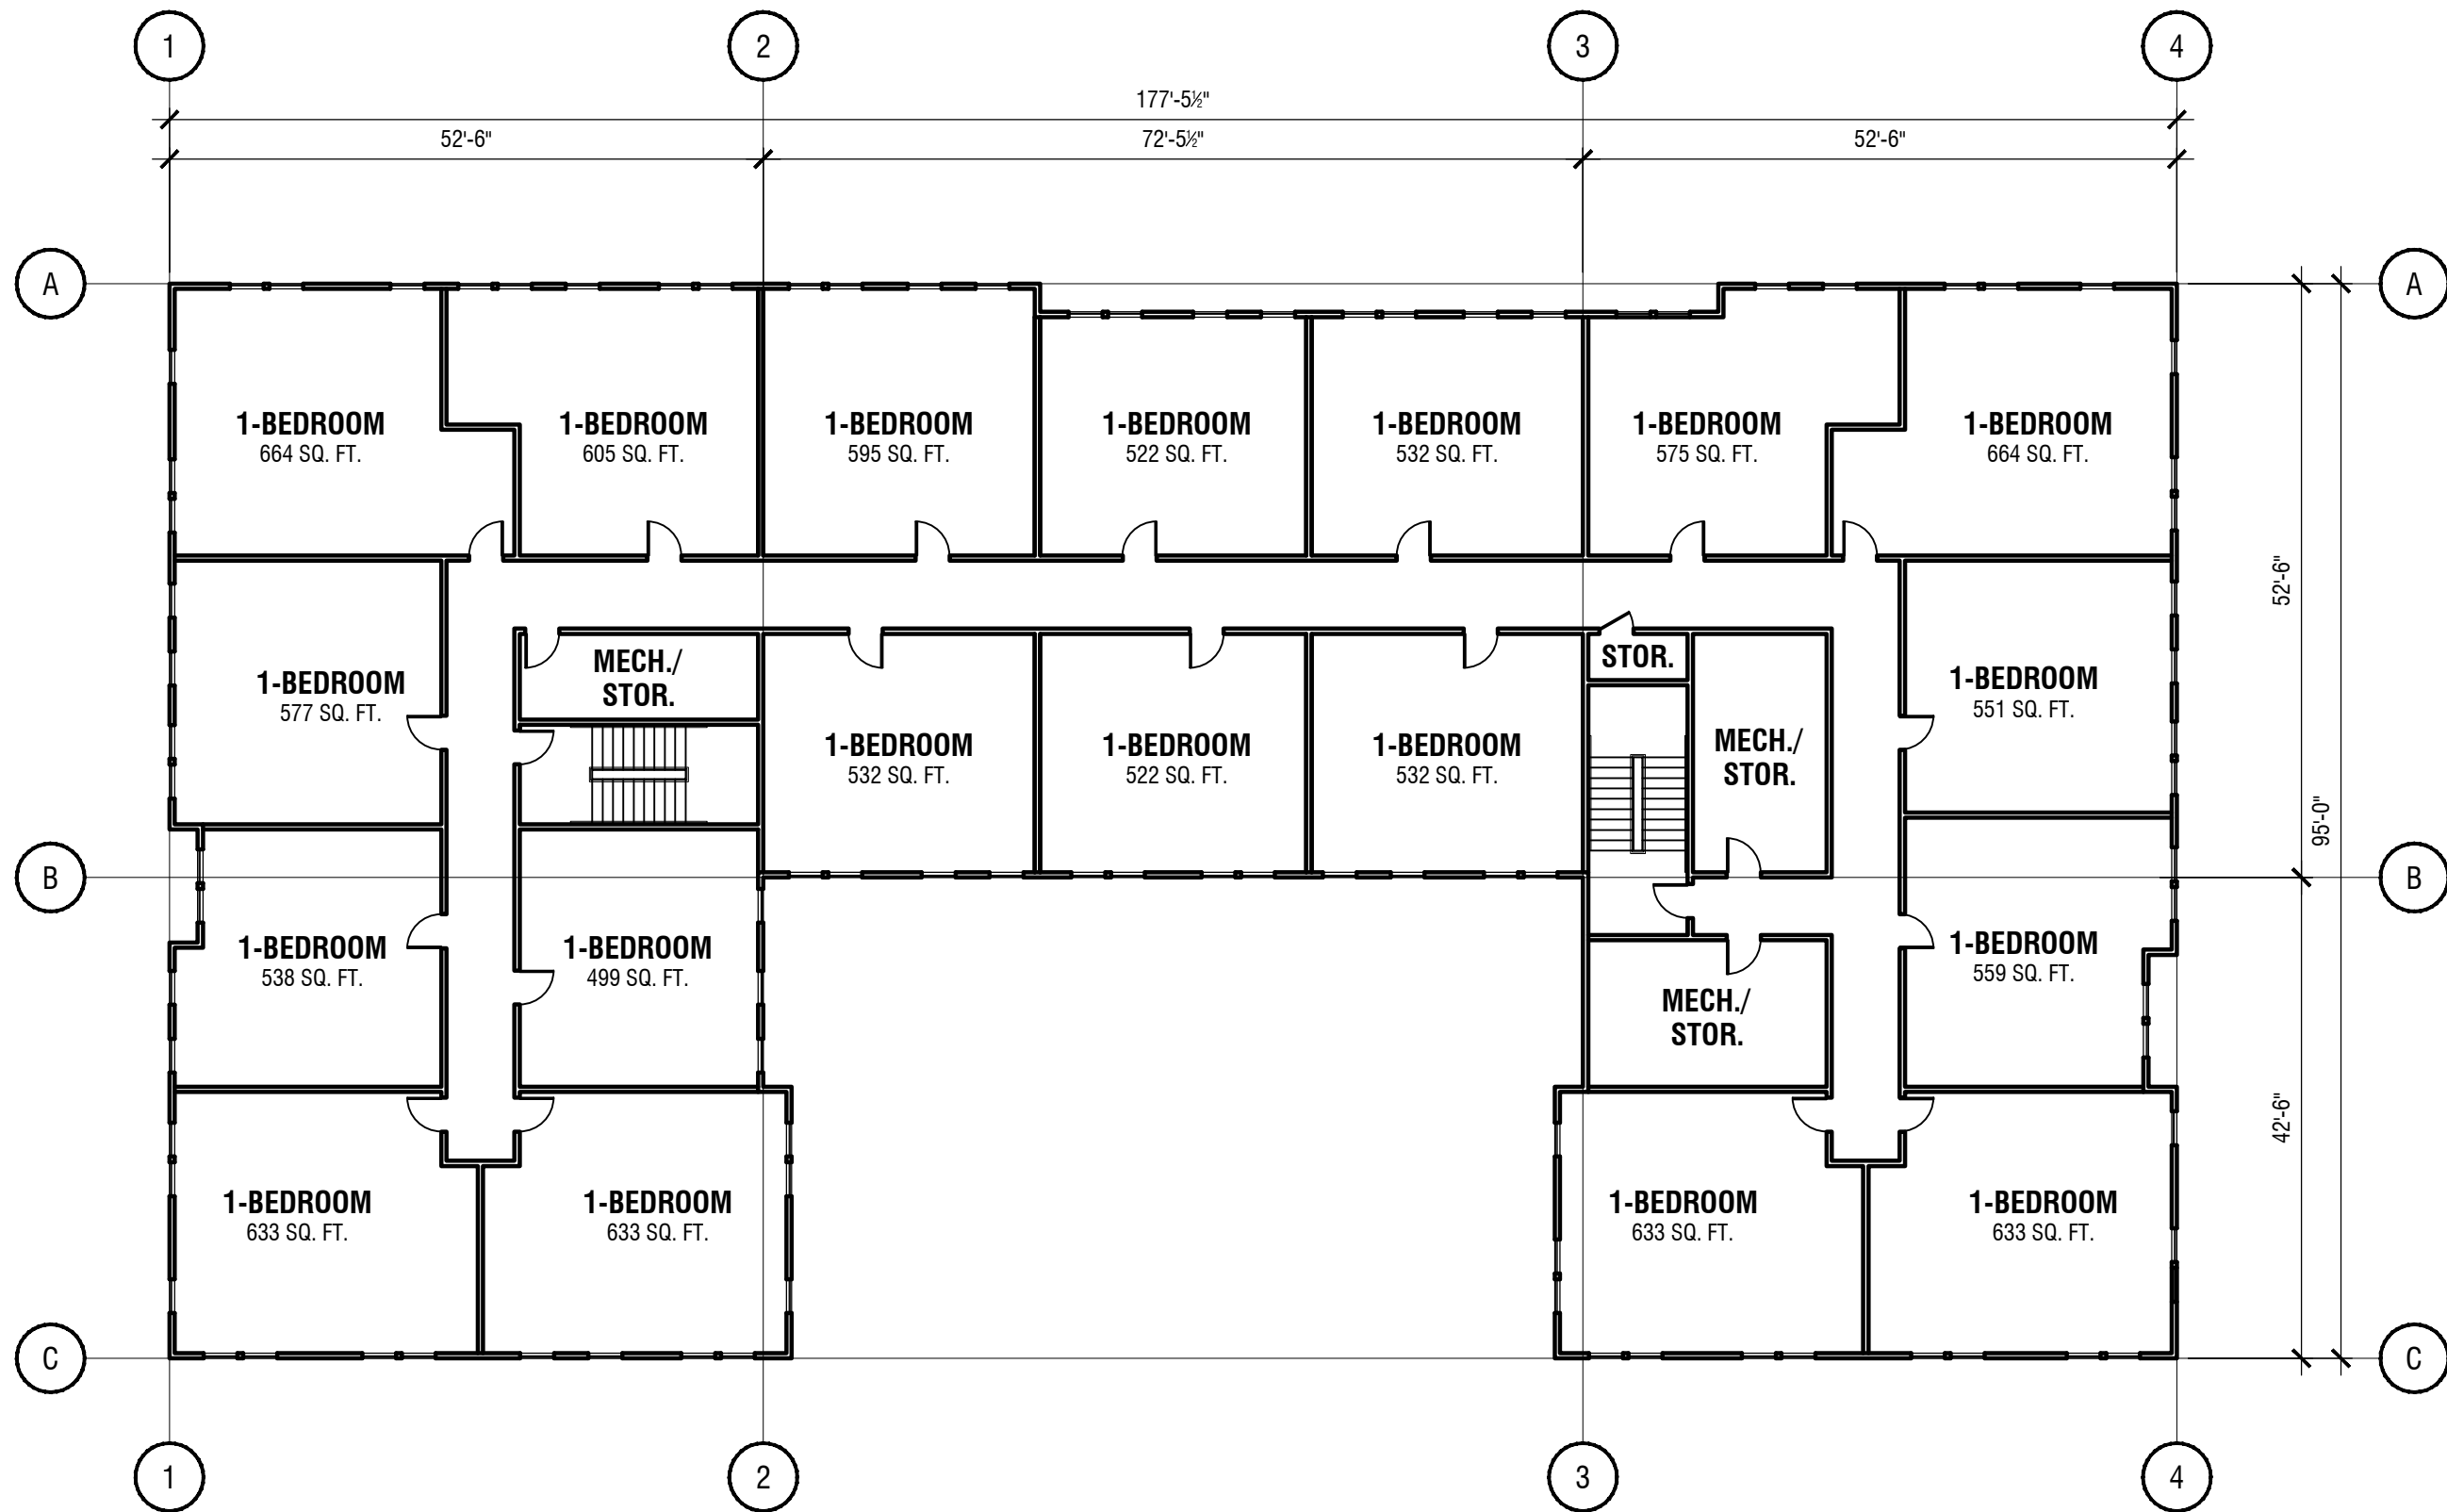 1
2
3
4
177'-5½"
52'-6"
72'-5½"
52'-6"
A
A
1-BEDROOM
664 SQ. FT.
1-BEDROOM
605 SQ. FT.
1-BEDROOM
595 SQ. FT.
1-BEDROOM
522 SQ. FT.
1-BEDROOM
532 SQ. FT.
1-BEDROOM
575 SQ. FT.
1-BEDROOM
664 SQ. FT.
52'-6"
1-BEDROOM
577 SQ. FT.
MECH./
STOR.
1-BEDROOM
532 SQ. FT.
1-BEDROOM
522 SQ. FT.
1-BEDROOM
532 SQ. FT.
STOR.
MECH./
STOR.
1-BEDROOM
551 SQ. FT.
95'-0"
B
B
1-BEDROOM
538 SQ. FT.
1-BEDROOM
499 SQ. FT.
MECH./
STOR.
1-BEDROOM
559 SQ. FT.
42'-6"
1-BEDROOM
633 SQ. FT.
1-BEDROOM
633 SQ. FT.
1-BEDROOM
633 SQ. FT.
1-BEDROOM
633 SQ. FT.
C
C
1
2
3
4